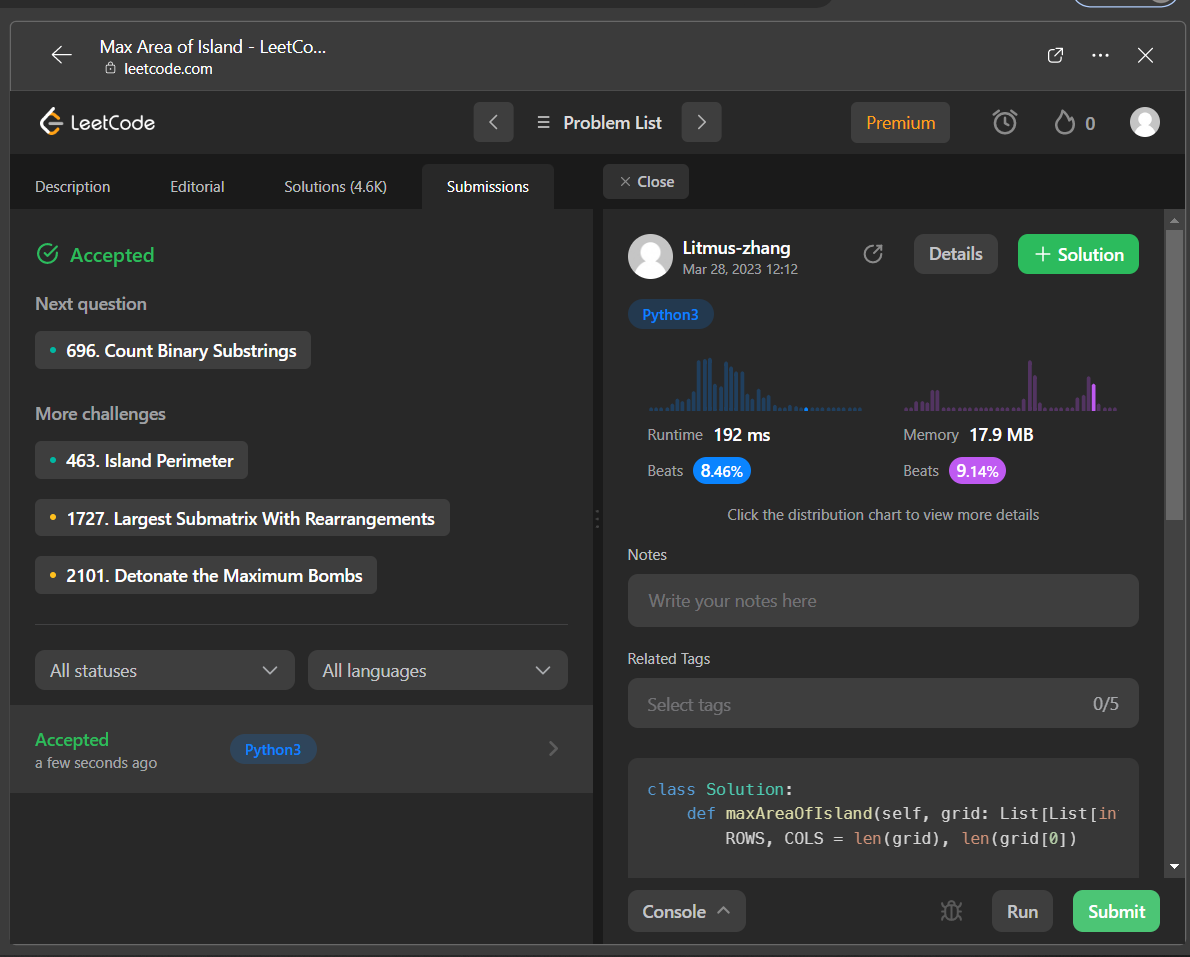 Max Area of Island - LeetCo...
leetcode.com
LeetCode
Problem List
Premium
0
Description
Editorial
Solutions (4.6K)
Submissions
Close
Accepted
Next question
696. Count Binary Substrings
More challenges
463. Island Perimeter
1727. Largest Submatrix With Rearrangements
2101. Detonate the Maximum Bombs
All statuses
All languages
Accepted
a few seconds ago
Python3
Litmus-zhang
Mar 28, 2023 12:12
Details
+ Solution
Python3
Runtime 192 ms
Beats 8.46%
Memory 17.9 MB
Beats 9.14%
Click the distribution chart to view more details
Notes
Write your notes here
Related Tags
Select tags
0/5
class Solution:
def maxAreaOfIsland(self, grid: List[List[in
ROWS, COLS = len(grid), len(grid[0])
Console
Run
Submit